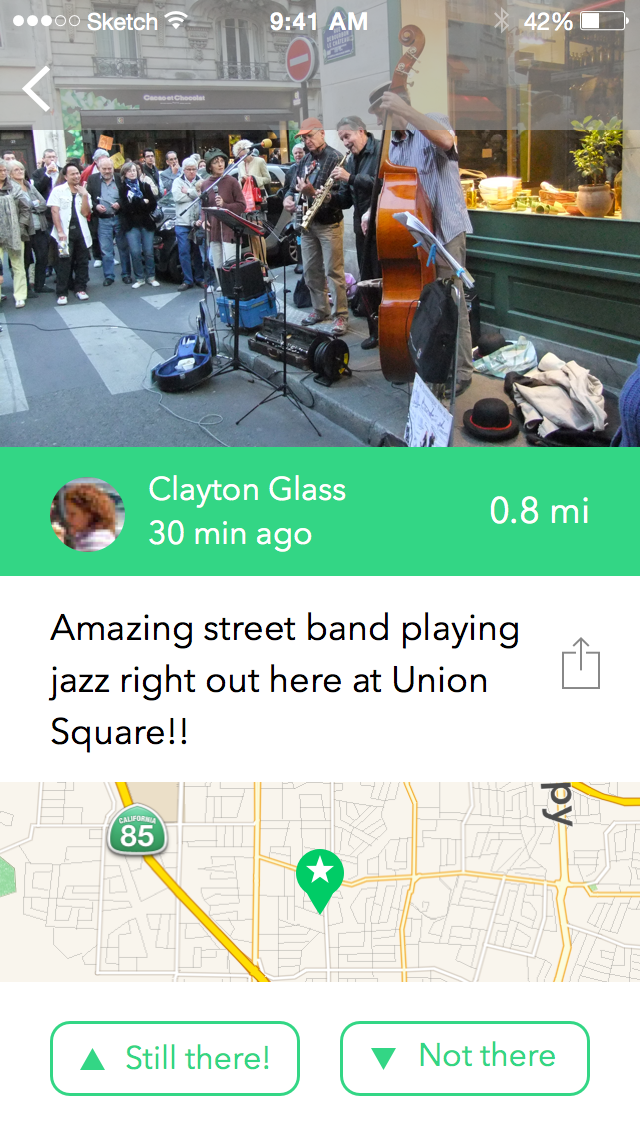 Sketch
9:41 AM
42%
Cacao et Chocolat
Clayton Glass
30 min ago
0.8 mi
Amazing street band playing
jazz right out here at Union
Square!!
CALIFORNIA
85
py
Still there!
Not there